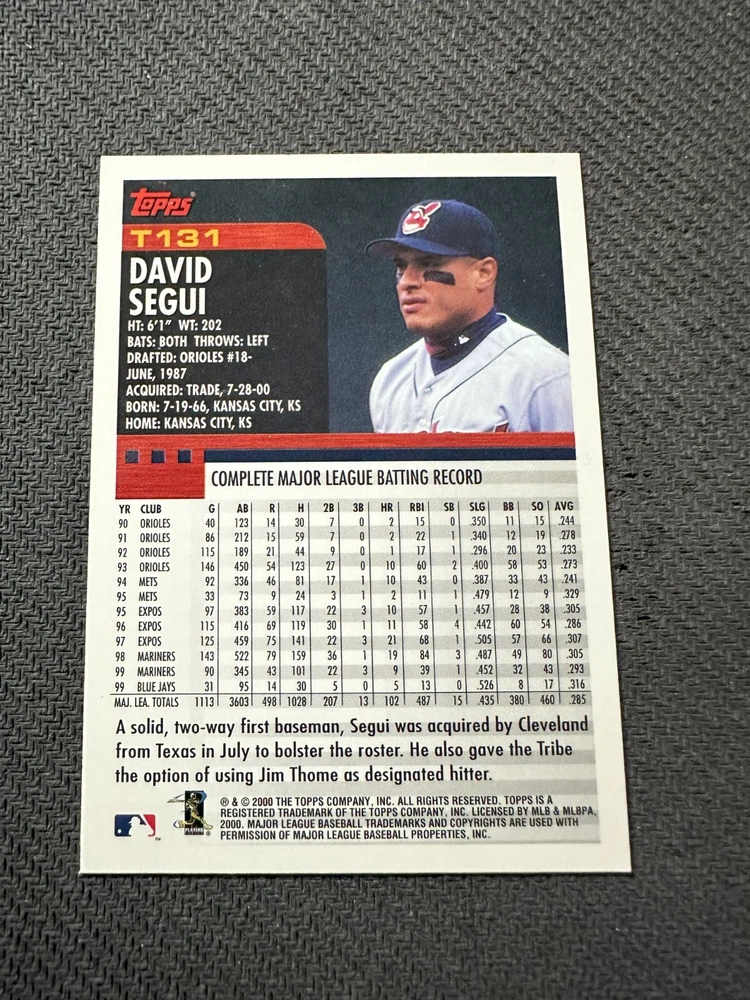 Topps
T131
DAVID
SEGUI
HT: 6'1" WT: 202
BATS: BOTH THROWS: LEFT
DRAFTED: ORIOLES #18-
JUNE, 1987
ACQUIRED: TRADE, 7-28-00
BORN: 7-19-66, KANSAS CITY, KS
HOME: KANSAS CITY, KS
COMPLETE MAJOR LEAGUE BATTING RECORD
YR CLUB G AB R H 2B 3B HR RBI SB SLG BB SO AVG
90 ORIOLES 40 123 14 30 7 0 2 15 0 .350 11 15 .244
91 ORIOLES 86 212 15 59 7 0 2 22 1 .340 12 19 .278
92 ORIOLES 115 189 21 44 9 0 1 17 1 .296 20 23 .233
93 ORIOLES 146 450 54 123 27 0 10 60 2 .400 58 53 .273
94 METS 92 336 46 81 17 1 10 43 0 .387 33 43 .241
95 METS 33 73 9 24 3 1 2 11 1 .479 12 9 .329
95 EXPOS 97 383 59 117 22 3 10 57 1 .457 28 38 .305
96 EXPOS 115 416 69 119 30 1 11 58 4 .442 60 54 .286
97 EXPOS 125 459 75 141 22 3 21 68 1 .505 57 66 .307
98 MARINERS 143 522 79 159 36 1 19 84 3 .487 49 80 .305
99 MARINERS 90 345 43 101 22 3 9 39 1 .452 32 43 .293
99 BLUE JAYS 31 95 14 30 5 0 5 13 0 .526 8 17 .316
MAJ. LEA. TOTALS 1113 3603 498 1028 207 13 102 487 15 .435 380 460 .285
A solid, two-way first baseman, Segui was acquired by Cleveland
from Texas in July to bolster the roster. He also gave the Tribe
the option of using Jim Thome as designated hitter.
® & © 2000 THE TOPPS COMPANY, INC. ALL RIGHTS RESERVED. TOPPS IS A
REGISTERED TRADEMARK OF THE TOPPS COMPANY, INC. LICENSED BY MLB & MLBPA,
2000. MAJOR LEAGUE BASEBALL TRADEMARKS AND COPYRIGHTS ARE USED WITH
PERMISSION OF MAJOR LEAGUE BASEBALL PROPERTIES, INC.